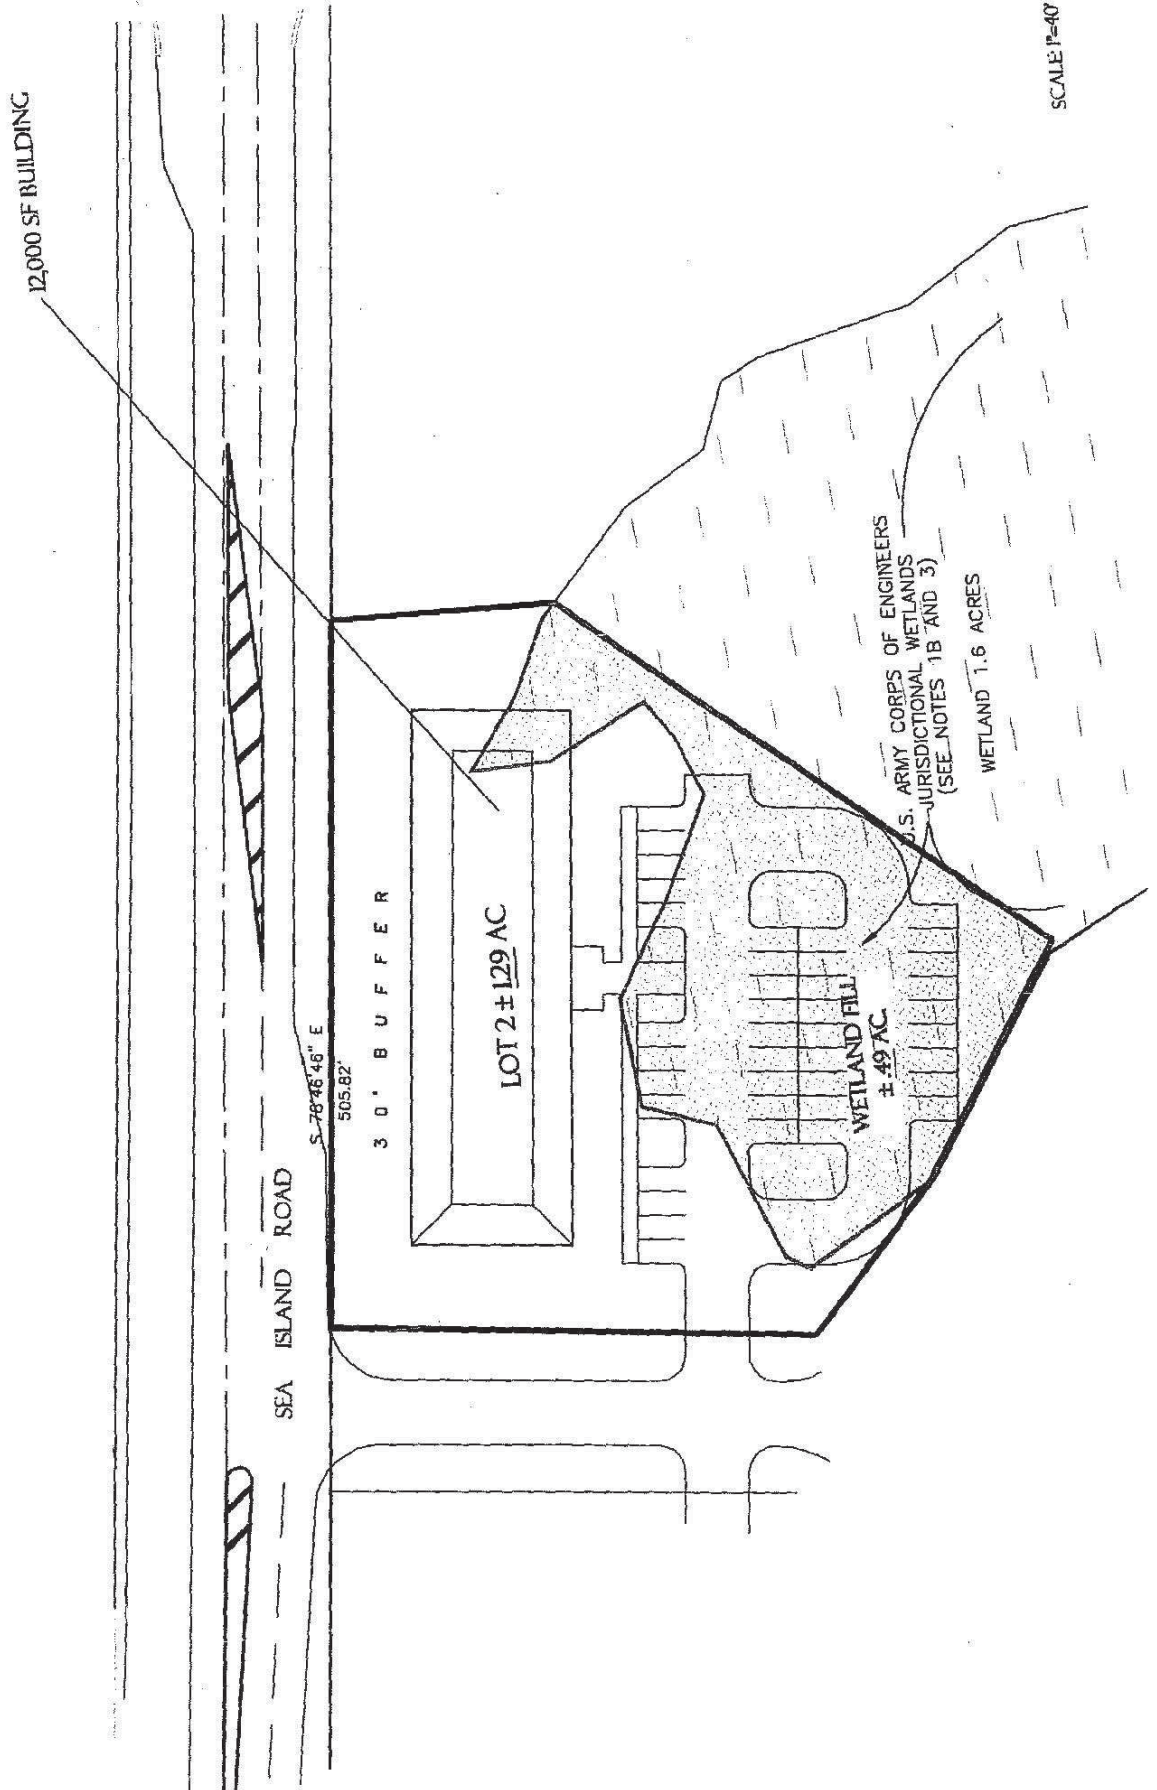 12,000 SF BUILDING
SCALE: 1"=40'
SEA ISLAND ROAD
S 78°46'46" E
505.82'
30' BUFFER
LOT 2 ± 1.29 AC.
WETLAND FILL
± .49 AC.
U.S. ARMY CORPS OF ENGINEERS
JURISDICTIONAL WETLANDS
(SEE NOTES 1B AND 3)
WETLAND 1.6 ACRES